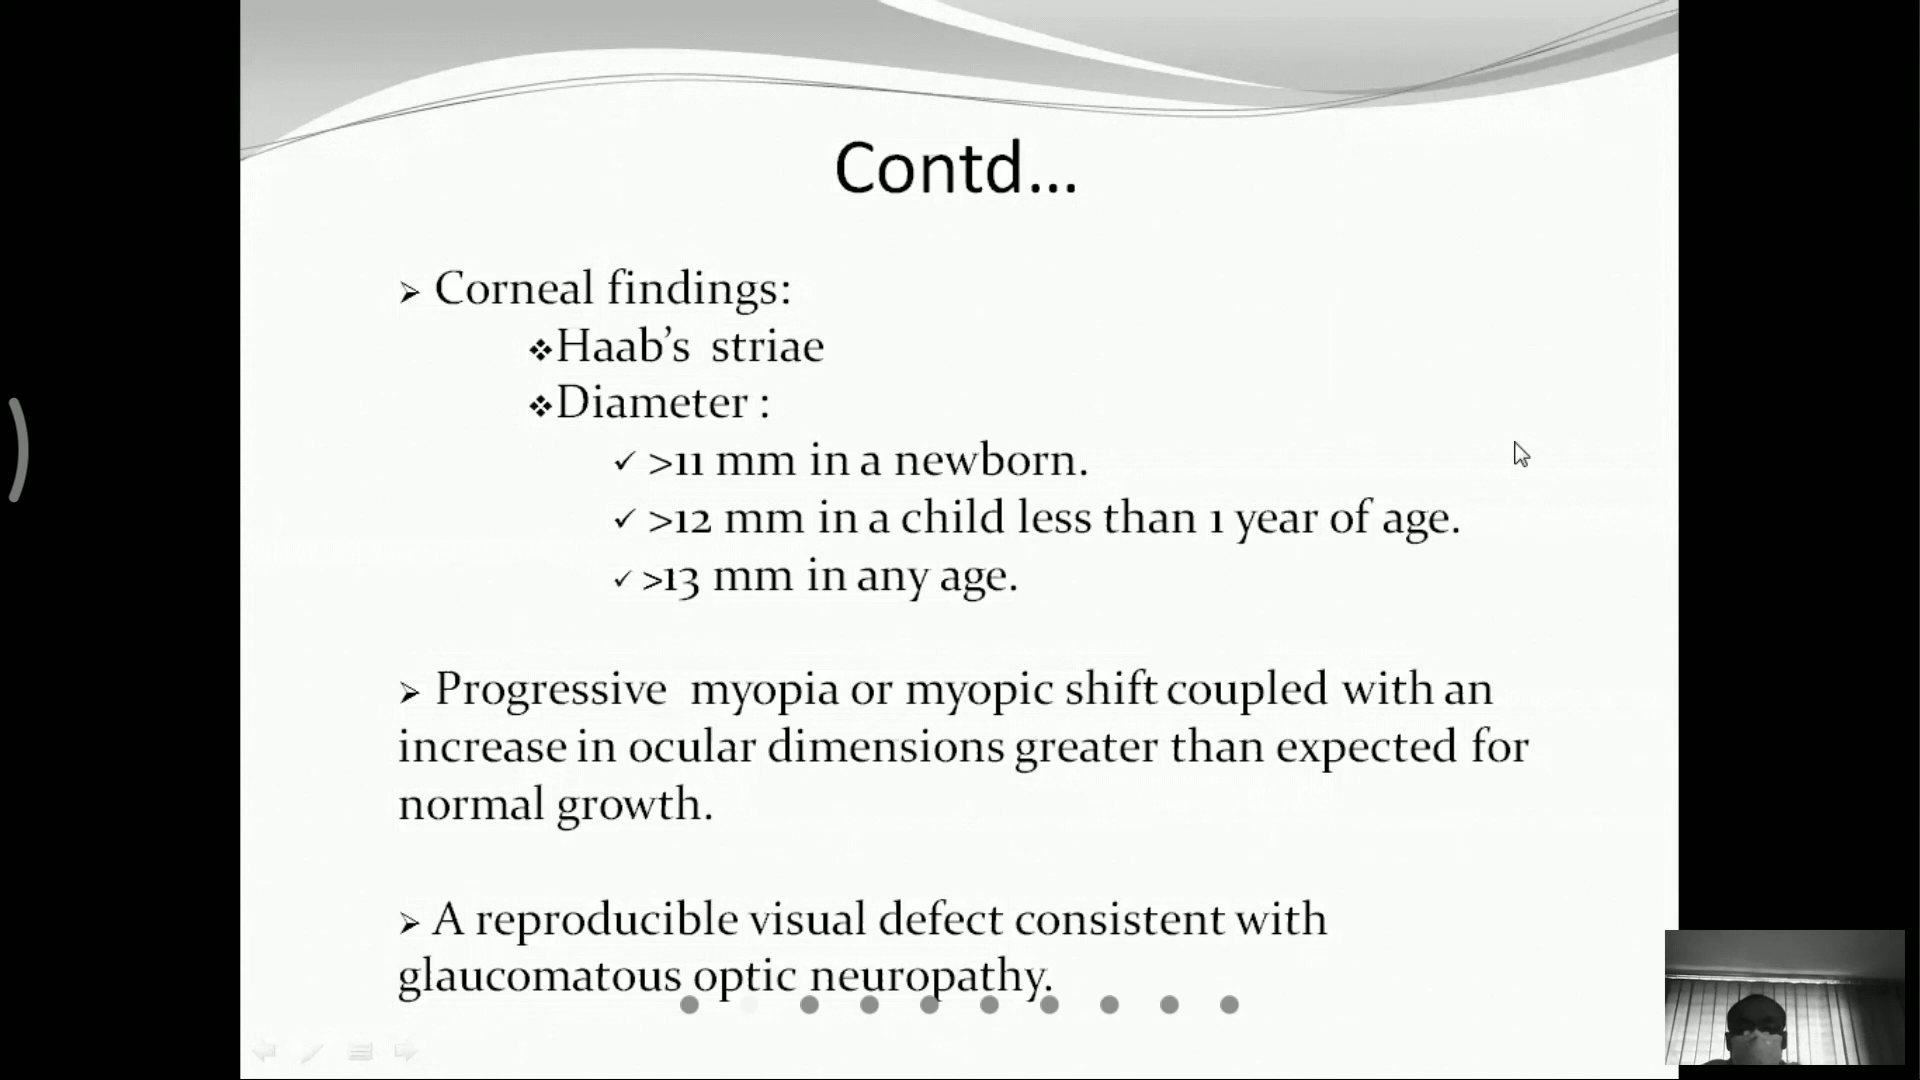 Contd...
➢ Corneal findings:
❖Haab’s striae
❖Diameter :
✓ >11 mm in a newborn.
✓ >12 mm in a child less than 1 year of age.
✓ >13 mm in any age.
➢ Progressive myopia or myopic shift coupled with an
increase in ocular dimensions greater than expected for
normal growth.
➢ A reproducible visual defect consistent with
glaucomatous optic neuropathy.